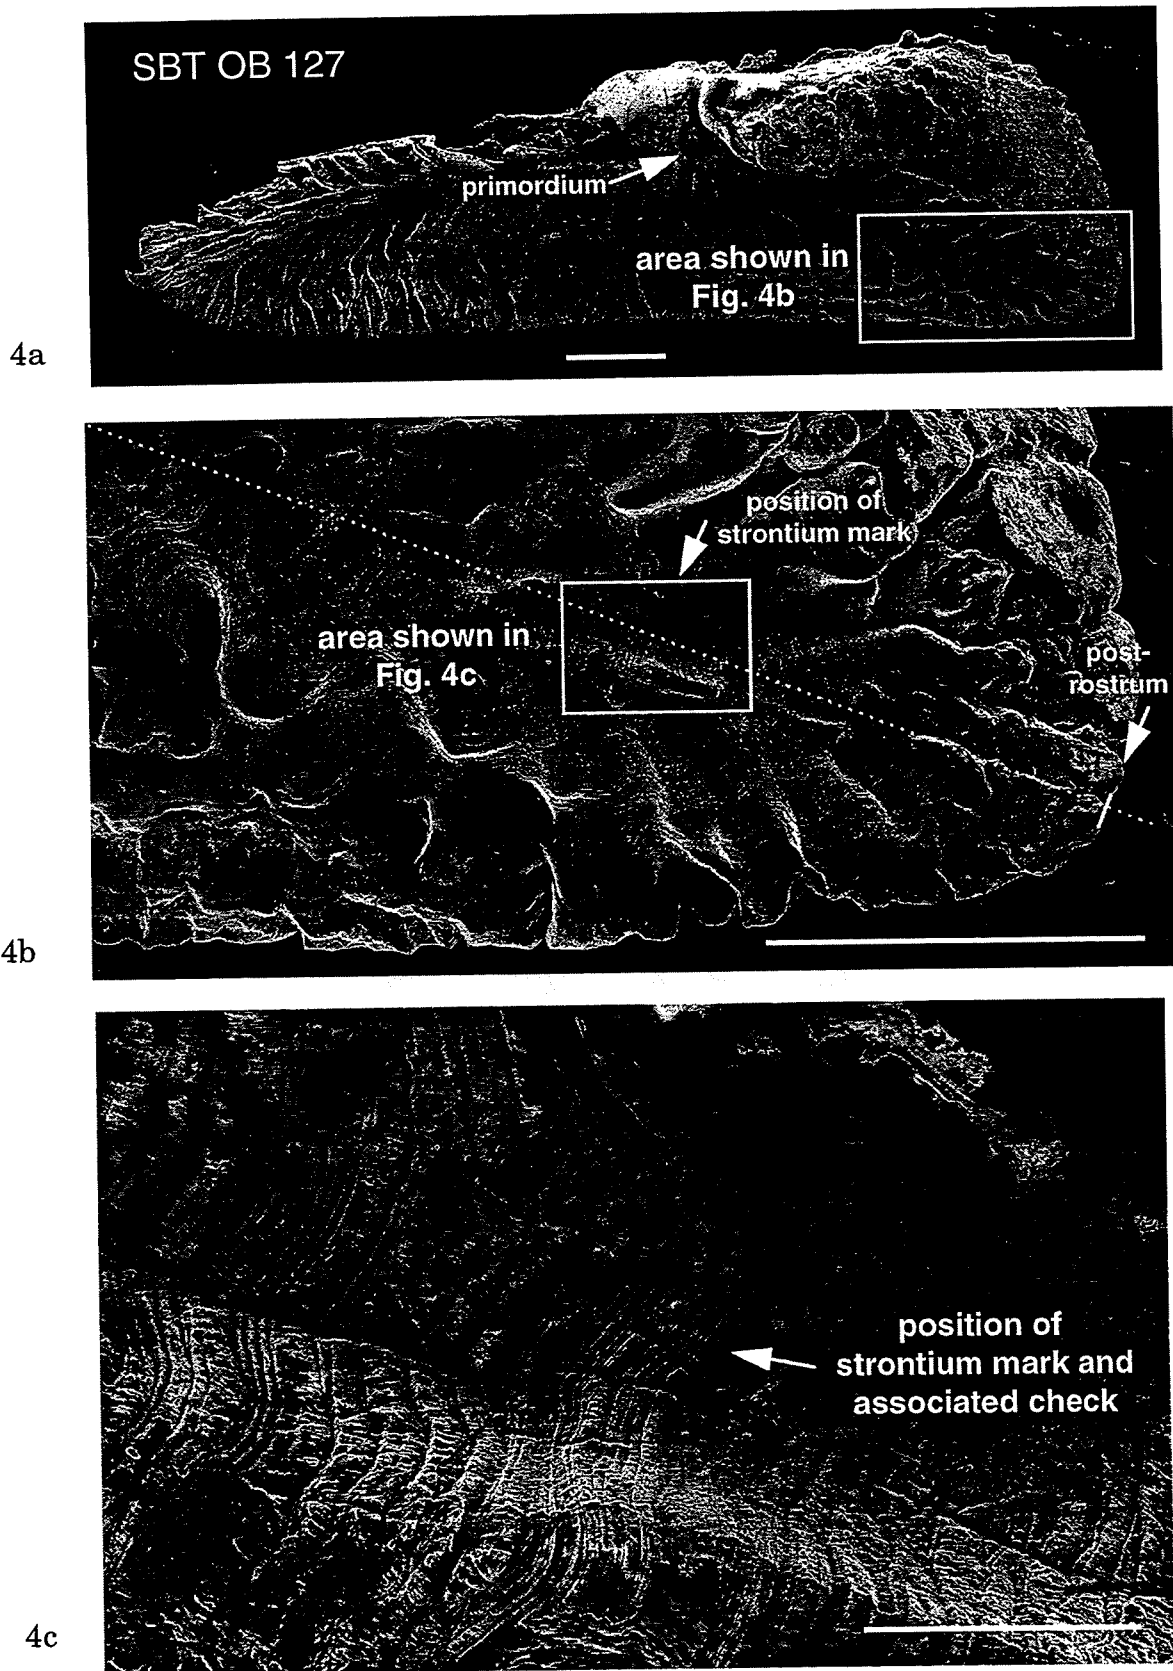 SBT OB 127
primordium
area shown in
Fig. 4b
4a
position of
strontium mark
area shown in
Fig. 4c
post-
rostrum
4b
position of
strontium mark and
associated check
4c